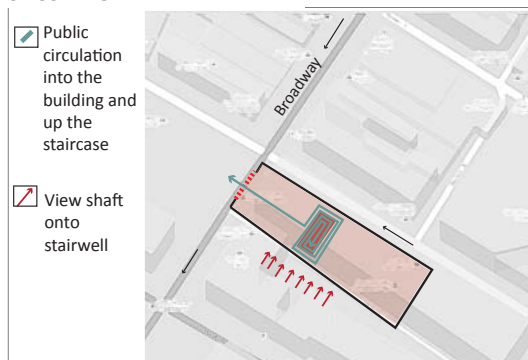 Public
circulation
into the
building and
up the
staircase
View shaft
onto
stairwell
Broadway